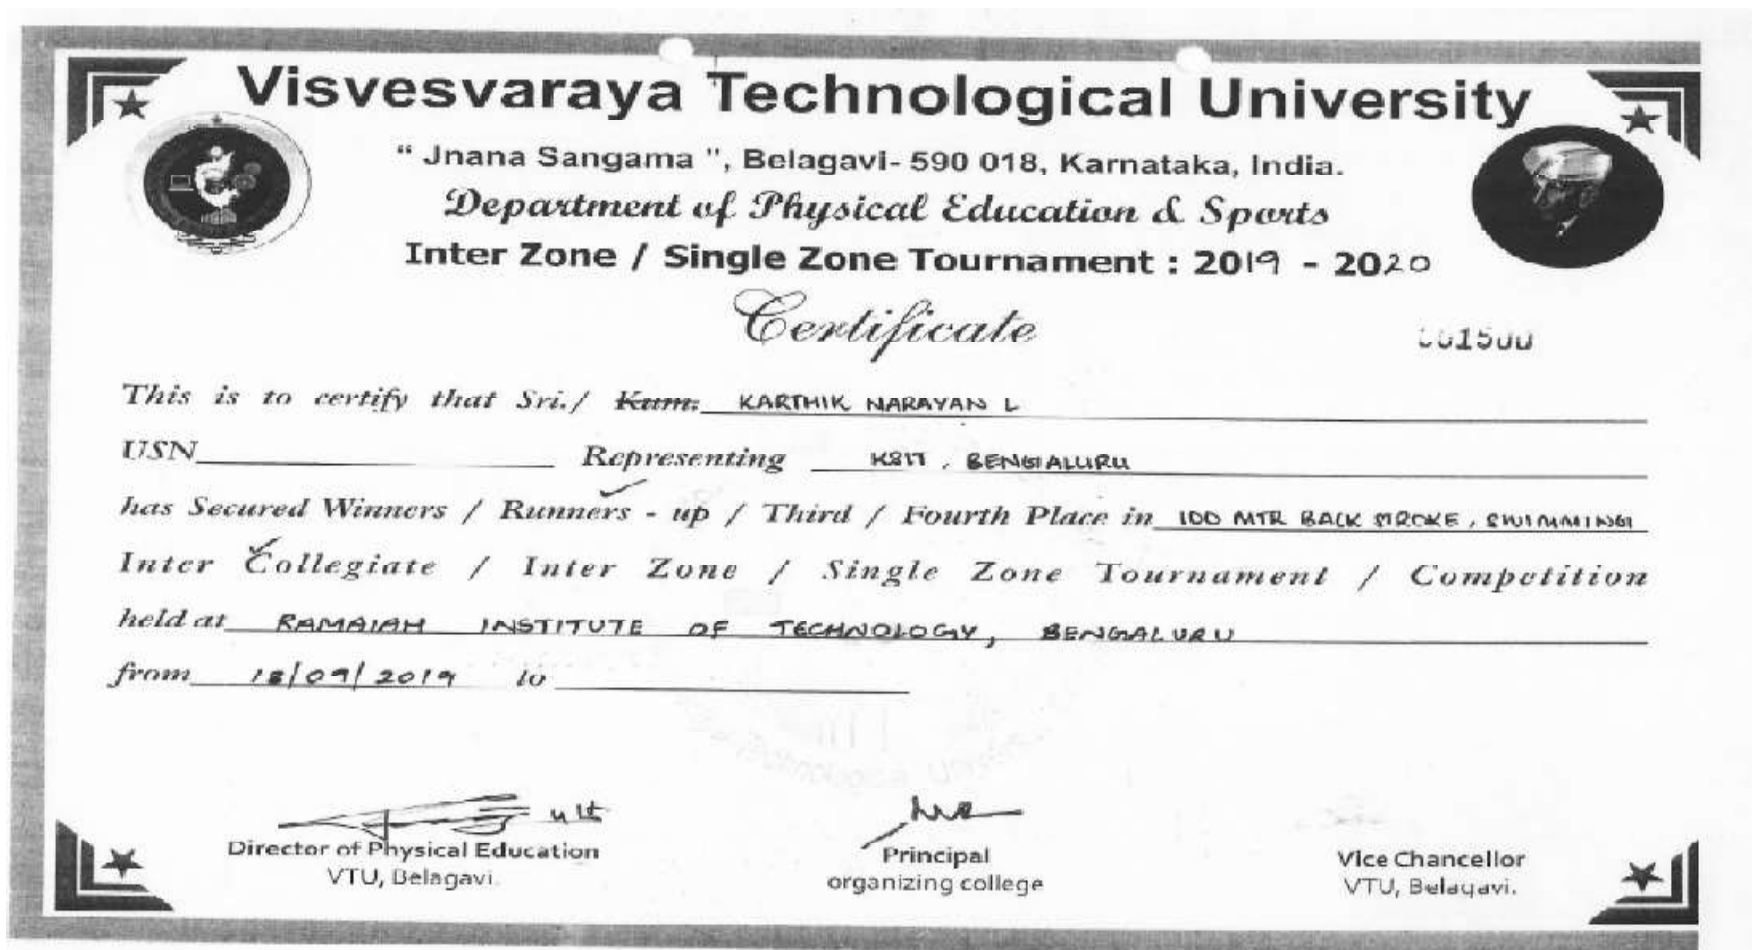 Visvesvaraya Technological University
" Jnana Sangama ", Belagavi- 590 018, Karnataka, India.
Department of Physical Education & Sports
Inter Zone / Single Zone Tournament : 2019 - 2020
Certificate
This is to certify that Sri./ Kum. KARTHIK NARAYAN L
USN Representing KSIT, BENGALURU
has Secured Winners / Runners - up / Third / Fourth Place in 100 MTR BACK STROKE, SWIMMING
Inter Collegiate / Inter Zone / Single Zone Tournament / Competition
held at RAMAIAH INSTITUTE OF TECHNOLOGY, BENGALURU
from 18/09/2019 to
Director of Physical Education
VTU, Belagavi.
Principal
organizing college
Vice Chancellor
VTU, Belagavi.